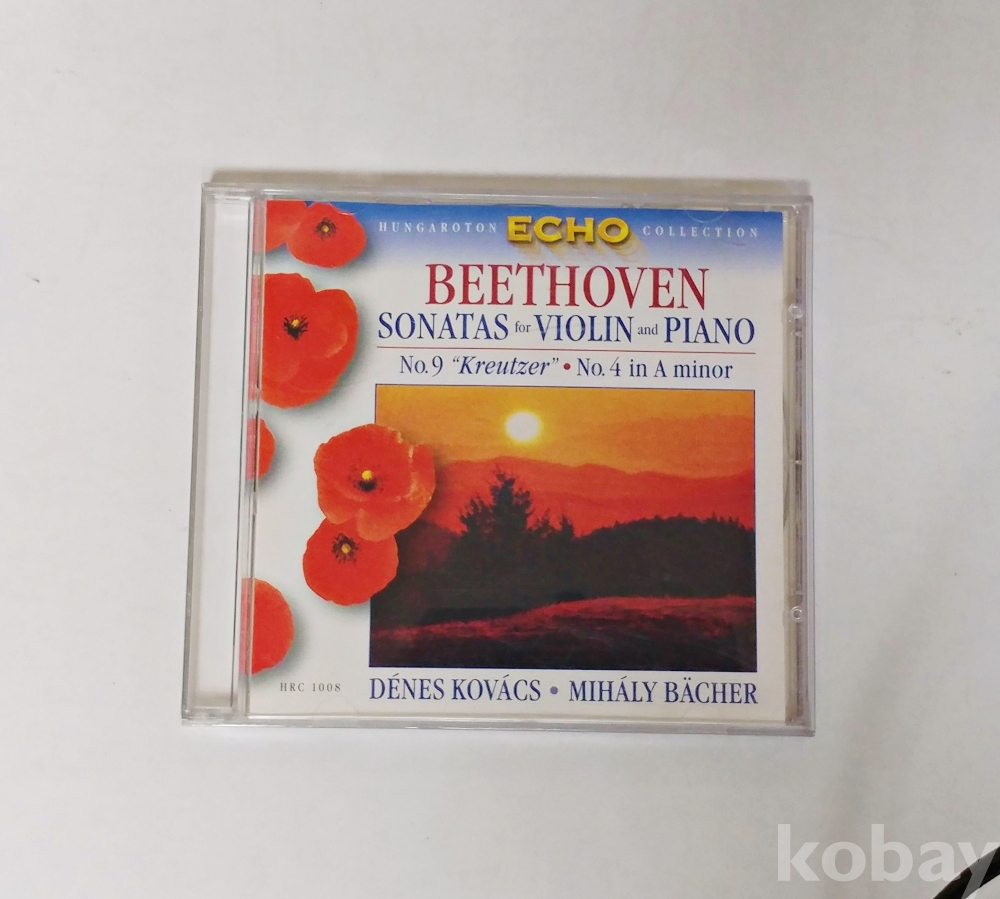 HUNGAROTON ECHO COLLECTION
BEETHOVEN
SONATAS for VIOLIN and PIANO
No. 9 “Kreutzer” • No. 4 in A minor
HRC 1008
DÉNES KOVÁCS • MIHÁLY BÄCHER
kobay